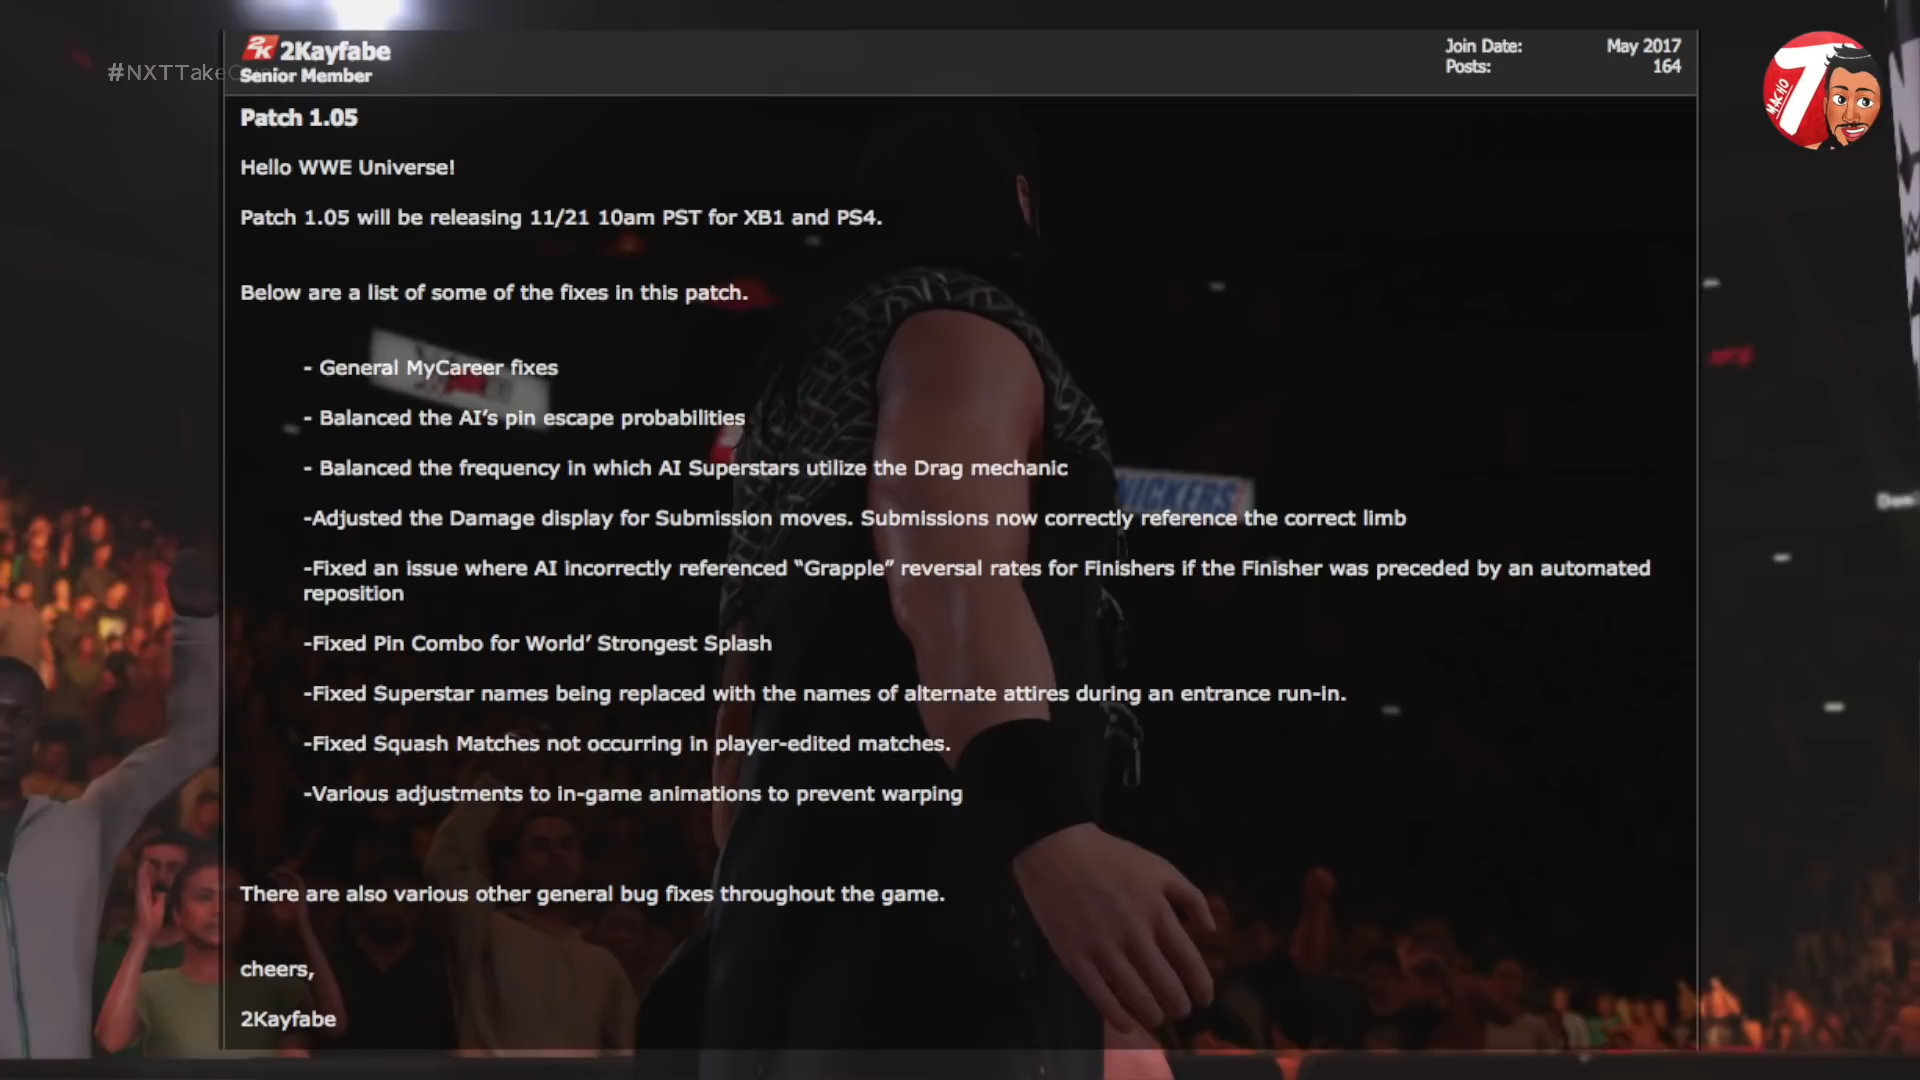 #NXTTake
2K 2Kayfabe
Senior Member
Join Date: May 2017
Posts: 164
MACHO
T
Patch 1.05
Hello WWE Universe!
Patch 1.05 will be releasing 11/21 10am PST for XB1 and PS4.
Below are a list of some of the fixes in this patch.
- General MyCareer fixes
- Balanced the AI’s pin escape probabilities
- Balanced the frequency in which AI Superstars utilize the Drag mechanic
-Adjusted the Damage display for Submission moves. Submissions now correctly reference the correct limb
-Fixed an issue where AI incorrectly referenced “Grapple” reversal rates for Finishers if the Finisher was preceded by an automated
reposition
-Fixed Pin Combo for World’ Strongest Splash
-Fixed Superstar names being replaced with the names of alternate attires during an entrance run-in.
-Fixed Squash Matches not occurring in player-edited matches.
-Various adjustments to in-game animations to prevent warping
There are also various other general bug fixes throughout the game.
cheers,
2Kayfabe
NICKERS